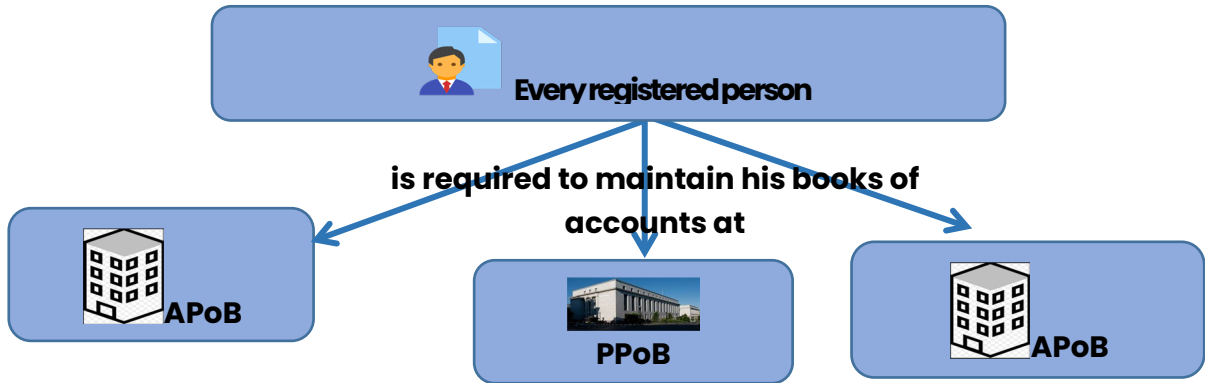 Every registered person
is required to maintain his books of
accounts at
APoB
PPoB
APoB